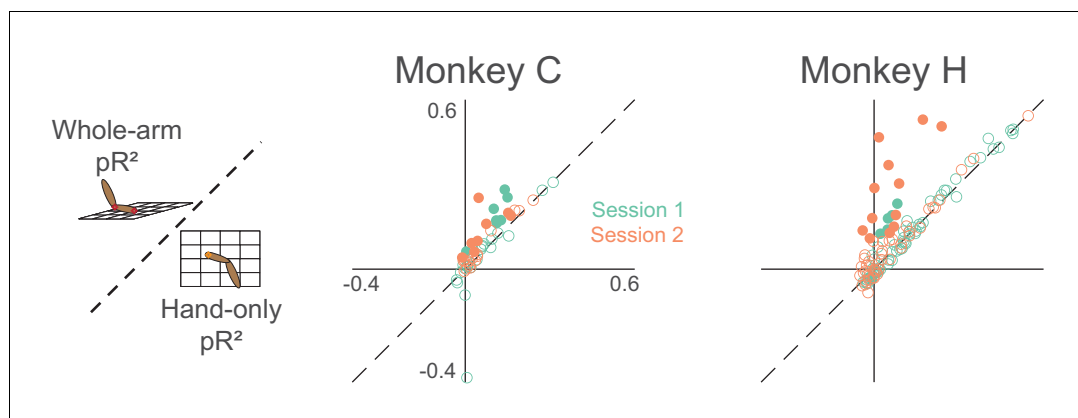 Monkey C
Monkey H
0.6
Whole-arm
pR²
Session 1
Session 2
Hand-only
pR²
-0.4
0.6
-0.4